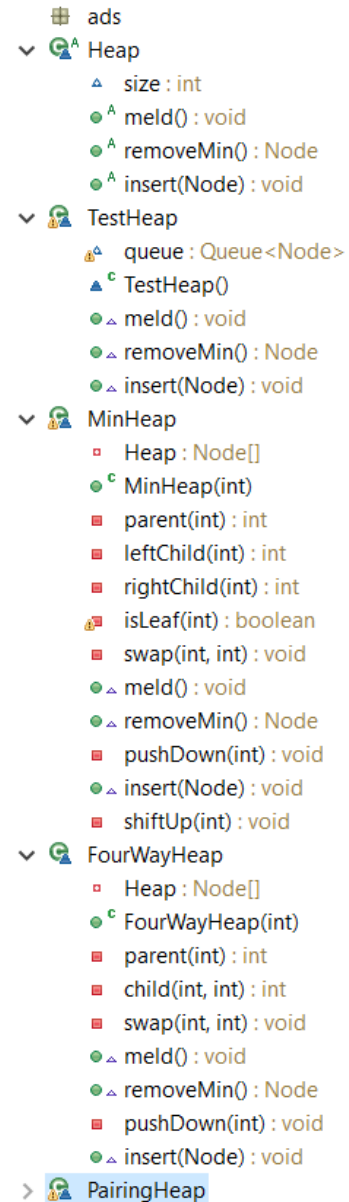 ads
Heap
size : int
meld() : void
removeMin() : Node
insert(Node) : void
TestHeap
queue : Queue<Node>
TestHeap()
meld() : void
removeMin() : Node
insert(Node) : void
MinHeap
Heap : Node[]
MinHeap(int)
parent(int) : int
leftChild(int) : int
rightChild(int) : int
isLeaf(int) : boolean
swap(int, int) : void
meld() : void
removeMin() : Node
pushDown(int) : void
insert(Node) : void
shiftUp(int) : void
FourWayHeap
Heap : Node[]
FourWayHeap(int)
parent(int) : int
child(int, int) : int
swap(int, int) : void
meld() : void
removeMin() : Node
pushDown(int) : void
insert(Node) : void
PairingHeap